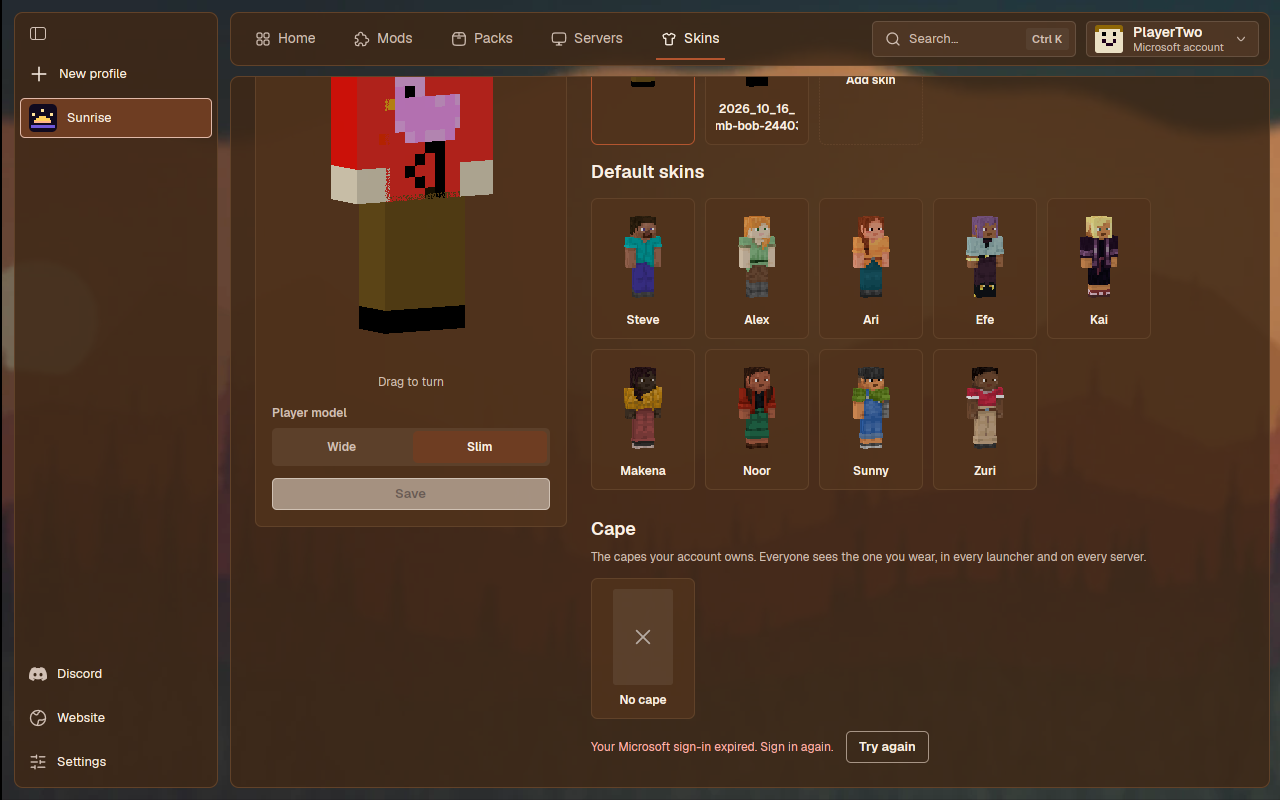 New profile
Sunrise
Discord
Website
Settings
Home
Mods
Packs
Servers
Skins
Search...
Ctrl K
PlayerTwo
Microsoft account
Drag to turn
Player model
Wide
Slim
Save
2026_10_16_
mb-bob-2440
Add skin
Default skins
Steve
Alex
Ari
Efe
Kai
Makena
Noor
Sunny
Zuri
Cape
The capes your account owns. Everyone sees the one you wear, in every launcher and on every server.
No cape
Your Microsoft sign-in expired. Sign in again.
Try again